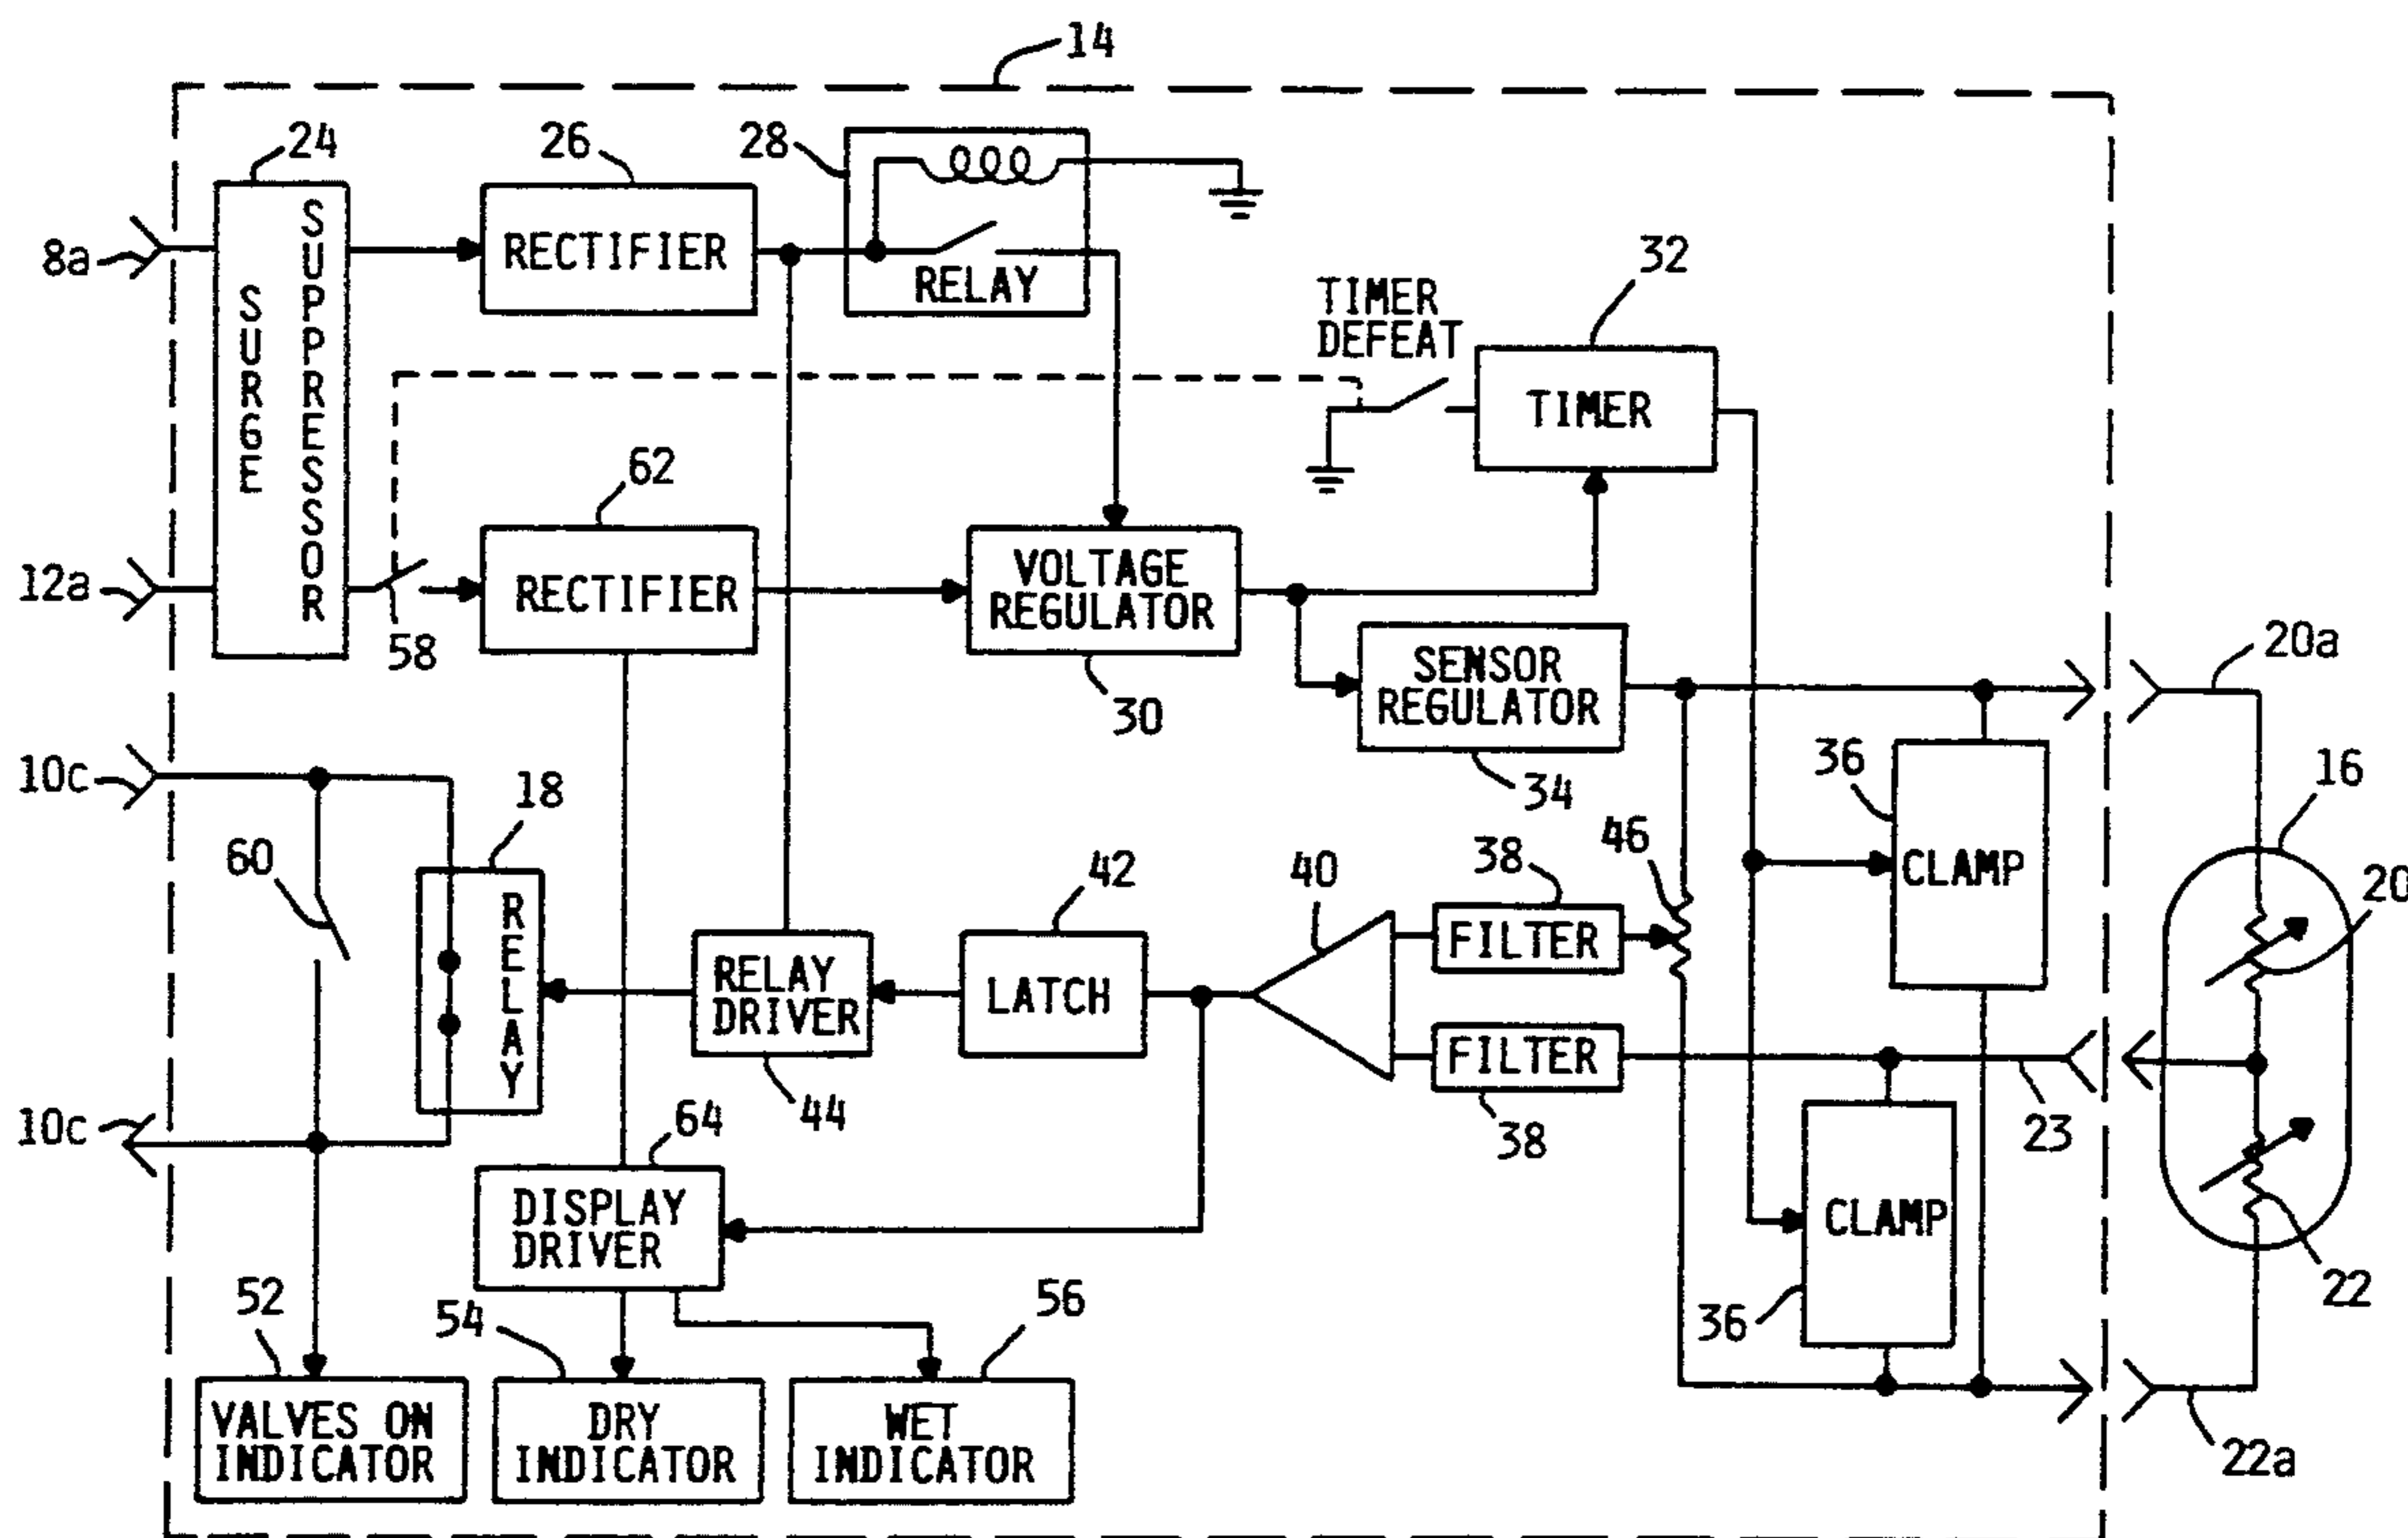 14
24
26
28
8a
SURGE
SUPPRESSOR
RECTIFIER
RELAY
TIMER
DEFEAT
32
TIMER
12a
58
62
RECTIFIER
VOLTAGE
REGULATOR
30
SENSOR
REGULATOR
34
20a
10c
18
60
RELAY
36
CLAMP
16
20
46
38
FILTER
40
42
LATCH
RELAY
DRIVER
44
FILTER
38
23
10c
64
DISPLAY
DRIVER
CLAMP
36
22
22a
52
VALVES ON
INDICATOR
54
DRY
INDICATOR
56
WET
INDICATOR